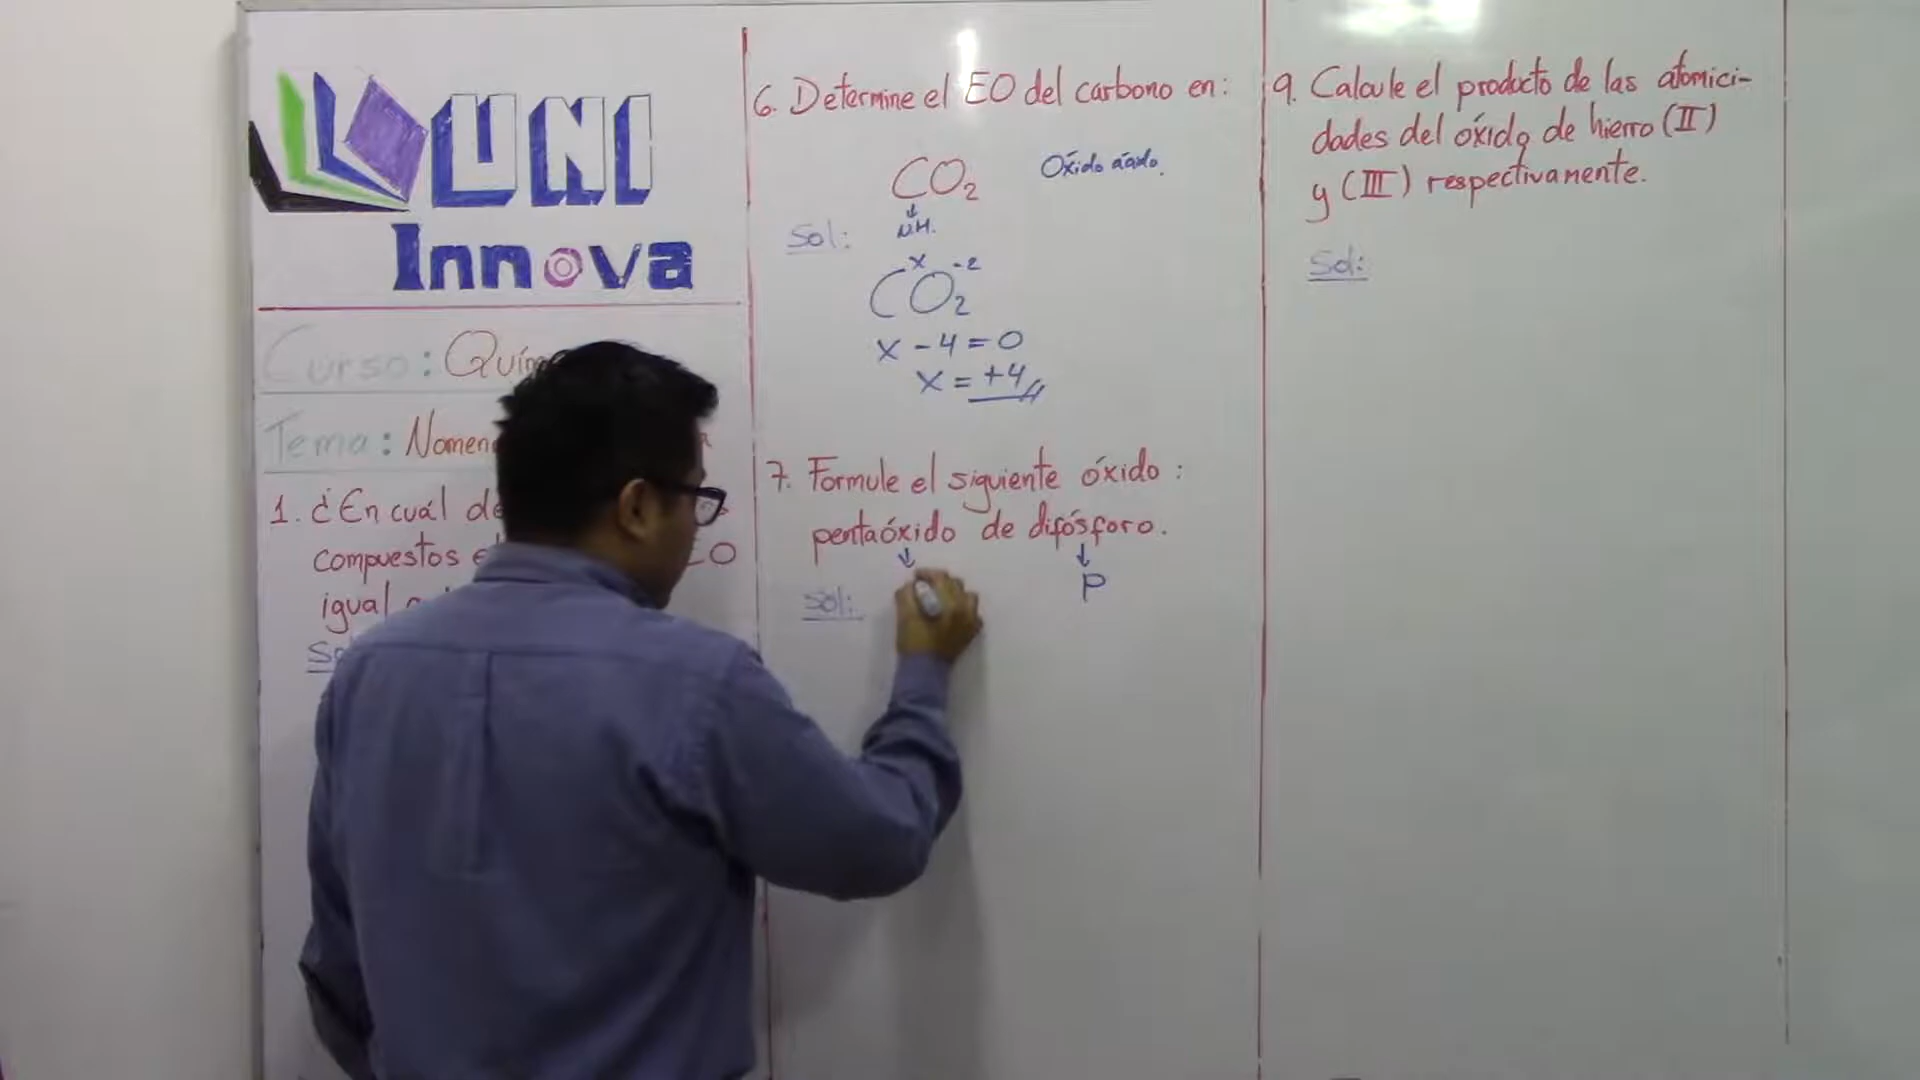 UNI
Innova
Curso: Quím
Tema: Nomen
1. ¿En cuál de
compuestos EO
igual
6. Determine el EO del carbono en:
CO2
Óxido ácido.
N.M.
Sol:
x -2
CO2
x - 4 = 0
x = +4
7. Formule el siguiente óxido:
pentaóxido de difósforo.
P
Sol:
9. Calcule el producto de las atomici-
dades del óxido de hierro (II)
y (III) respectivamente.
Sol: